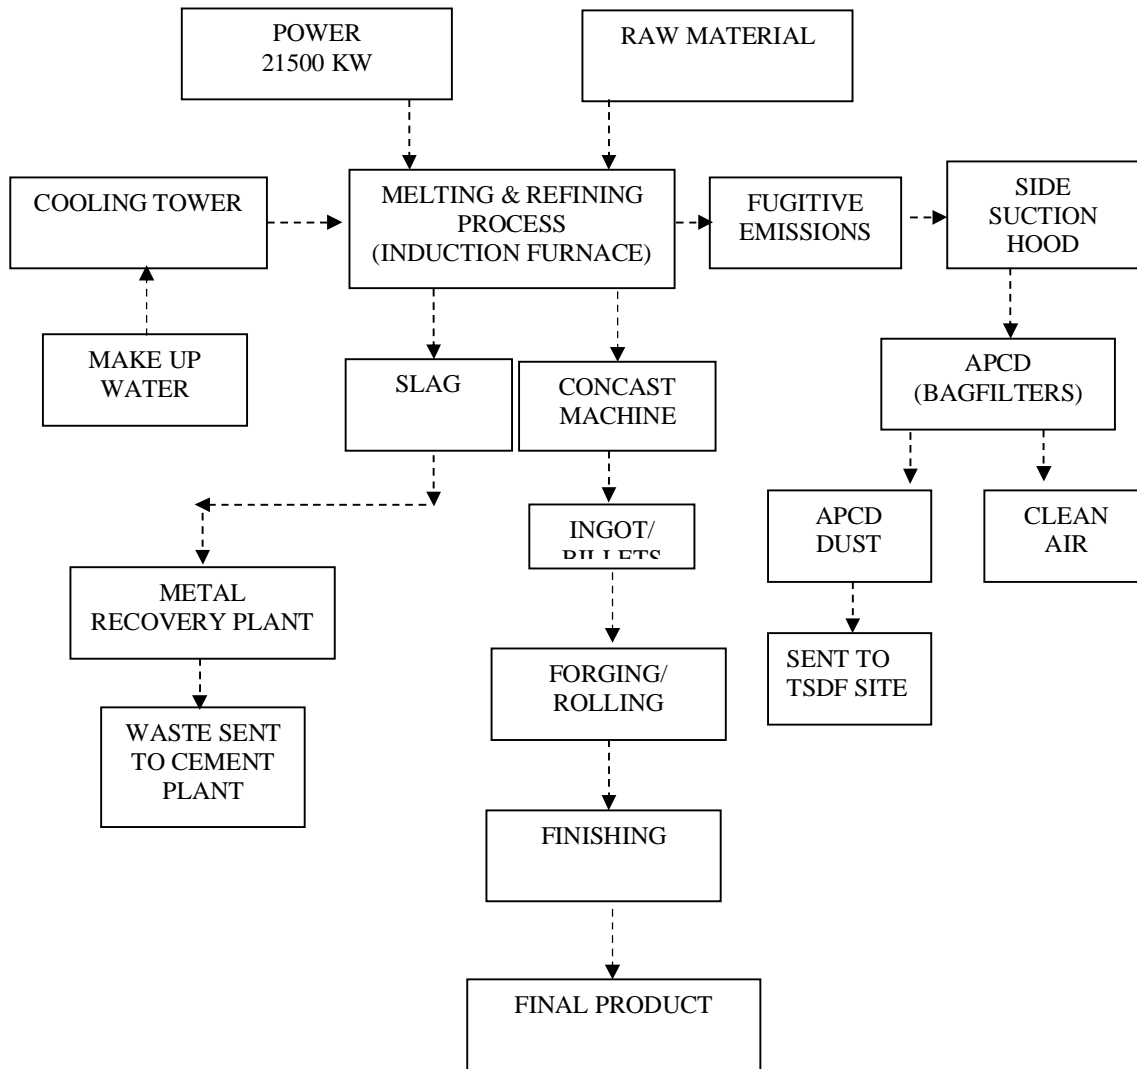 POWER
21500 KW
RAW MATERIAL
COOLING TOWER
MELTING & REFINING
PROCESS
(INDUCTION FURNACE)
FUGITIVE
EMISSIONS
SIDE
SUCTION
HOOD
MAKE UP
WATER
SLAG
CONCAST
MACHINE
APCD
(BAGFILTERS)
INGOT/
BILLETS
APCD
DUST
CLEAN
AIR
METAL
RECOVERY PLANT
FORGING/
ROLLING
SENT TO
TSDF SITE
WASTE SENT
TO CEMENT
PLANT
FINISHING
FINAL PRODUCT